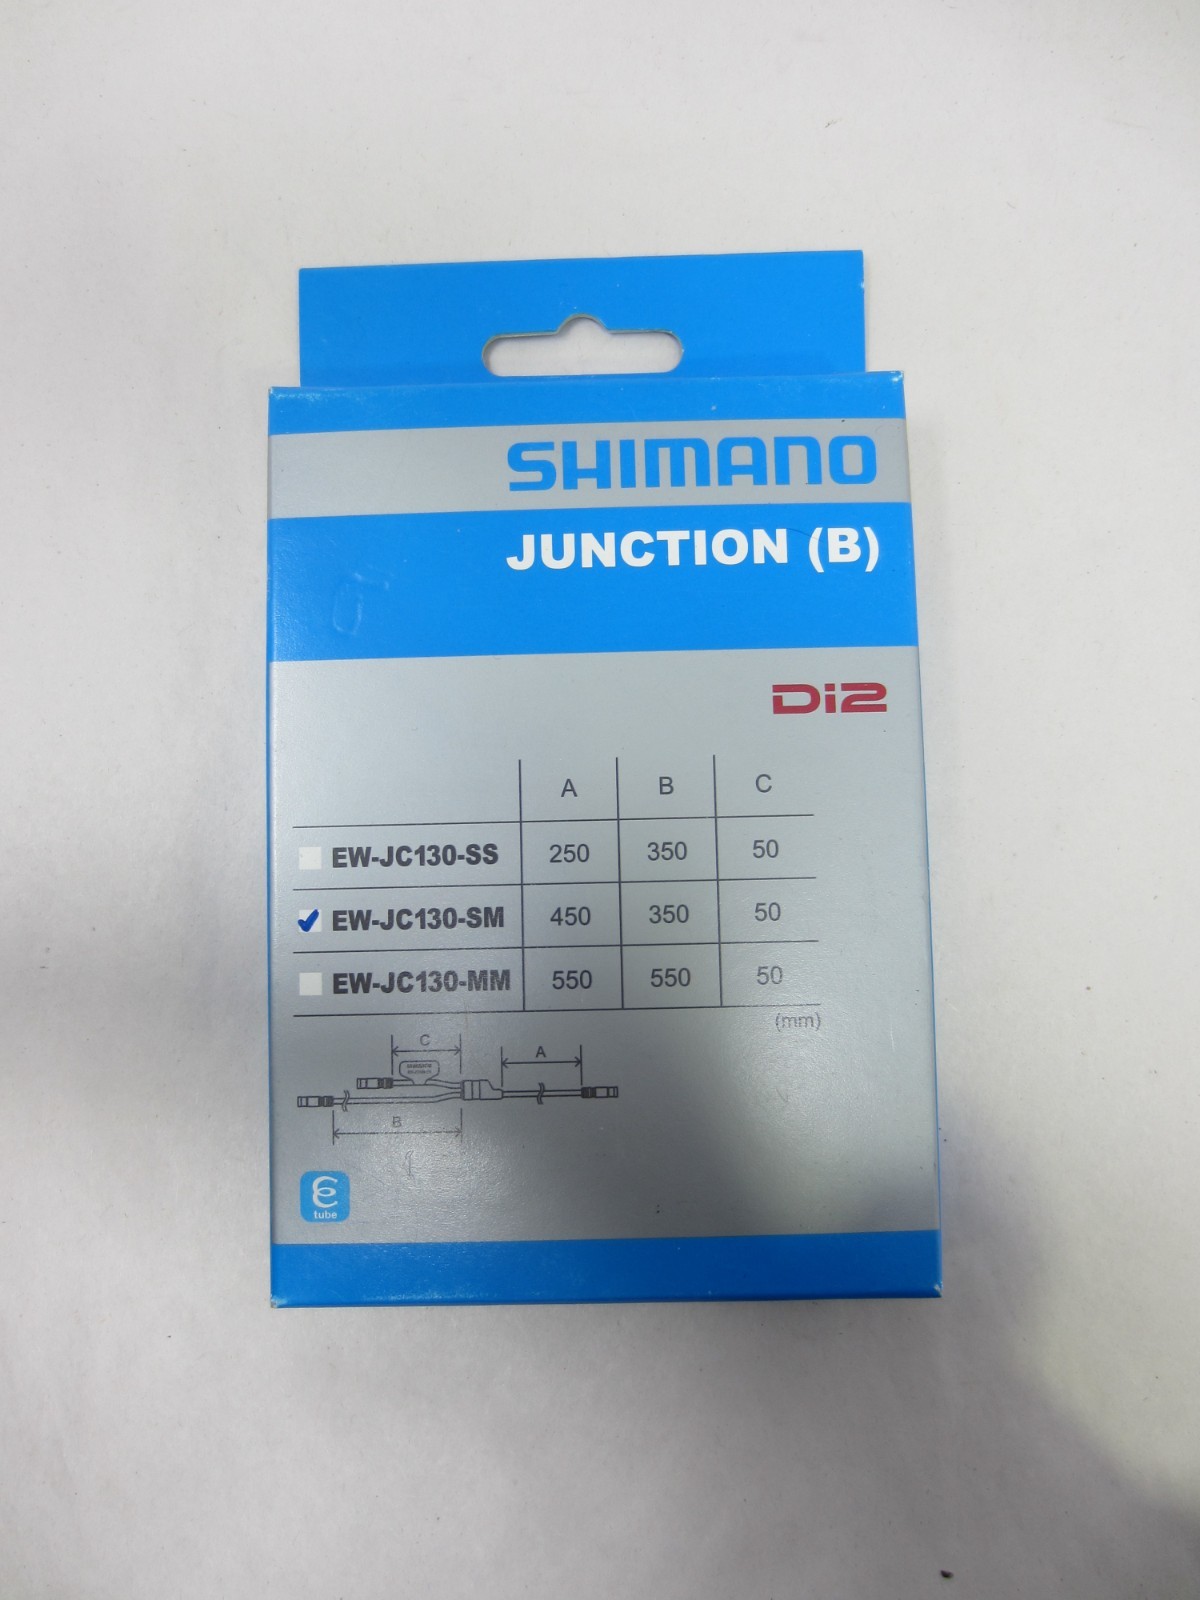 SHIMANO
JUNCTION (B)
Di2
A B C
EW-JC130-SS 250 350 50
EW-JC130-SM 450 350 50
EW-JC130-MM 550 550 50
(mm)
C
A
SHIMANO
B
e
tube